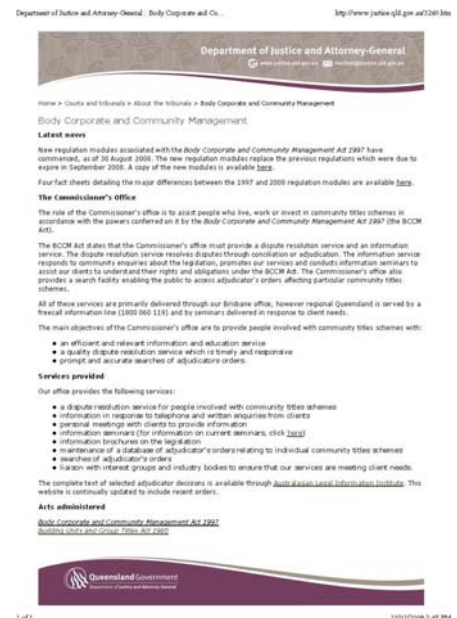 Department of Justice and Attorney-General : Body Corporate and Co...
http://www.justice.qld.gov.au/3260.htm
Department of Justice and Attorney-General
Home > Courts and tribunals > About the tribunals > Body Corporate and Community Management
Body Corporate and Community Management
Latest news
New regulation modules associated with the Body Corporate and Community Management Act 1997 have
commenced, as of 30 August 2008. The new regulation modules replace the previous regulations which were due to
expire in September 2008. A copy of the new modules is available here.
Four fact sheets detailing the major differences between the 1997 and 2008 regulation modules are available here.
The Commissioner's Office
The role of the Commissioner's office is to assist people who live, work or invest in community titles schemes in
accordance with the powers conferred on it by the Body Corporate and Community Management Act 1997 (the BCCM
Act).
The BCCM Act states that the Commissioner's office must provide a dispute resolution service and an information
service. The dispute resolution service resolves disputes through conciliation or adjudication. The information service
responds to community enquiries about the legislation, promotes our services and conducts information seminars to
assist our clients to understand their rights and obligations under the BCCM Act. The Commissioner's office also
provides a search facility enabling the public to access adjudicator's orders affecting particular community titles
schemes.
All of these services are primarily delivered through our Brisbane office, however regional Queensland is served by a
freecall information line (1800 060 119) and by seminars delivered in response to client needs.
The main objectives of the Commissioner's office are to provide people involved with community titles schemes with:
● an efficient and relevant information and education service
● a quality dispute resolution service which is timely and responsive
● prompt and accurate searches of adjudicators orders.
Services provided
Our office provides the following services:
● a dispute resolution service for people involved with community titles schemes
● information in response to telephone and written enquiries from clients
● personal meetings with clients to provide information
● information seminars (for information on current seminars, click here)
● information brochures on the legislation
● maintenance of a database of adjudicator's orders relating to individual community titles schemes
● searches of adjudicator's orders
● liaison with interest groups and industry bodies to ensure that our services are meeting client needs.
The complete text of selected adjudicator decisions is available through Australasian Legal Information Institute. This
website is continually updated to include recent orders.
Acts administered
Body Corporate and Community Management Act 1997
Building Units and Group Titles Act 1980
Queensland Government
Department of Justice and Attorney-General
1 of 1